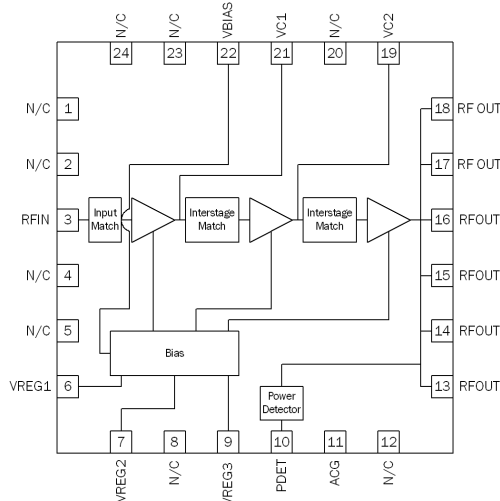 N/C
N/C
VBIAS
VC1
N/C
VC2
24
23
22
21
20
19
N/C
1
18
RF OUT
N/C
2
17
RF OUT
RFIN
3
Input
Match
Interstage
Match
Interstage
Match
16
RFOUT
N/C
4
15
RFOUT
N/C
5
Bias
14
RFOUT
VREG1
6
Power
Detector
13
RFOUT
7
8
9
10
11
12
VREG2
N/C
VREG3
PDET
ACG
N/C